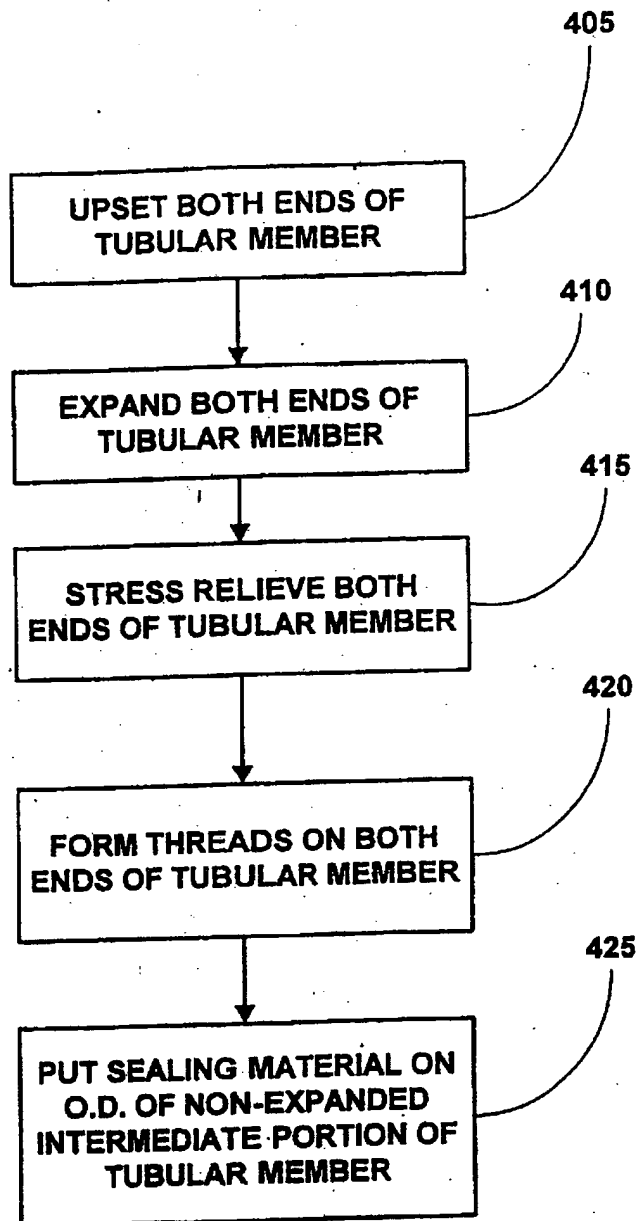 405
UPSET BOTH ENDS OF
TUBULAR MEMBER
410
EXPAND BOTH ENDS OF
TUBULAR MEMBER
415
STRESS RELIEVE BOTH
ENDS OF TUBULAR MEMBER
420
FORM THREADS ON BOTH
ENDS OF TUBULAR MEMBER
425
PUT SEALING MATERIAL ON
O.D. OF NON-EXPANDED
INTERMEDIATE PORTION OF
TUBULAR MEMBER